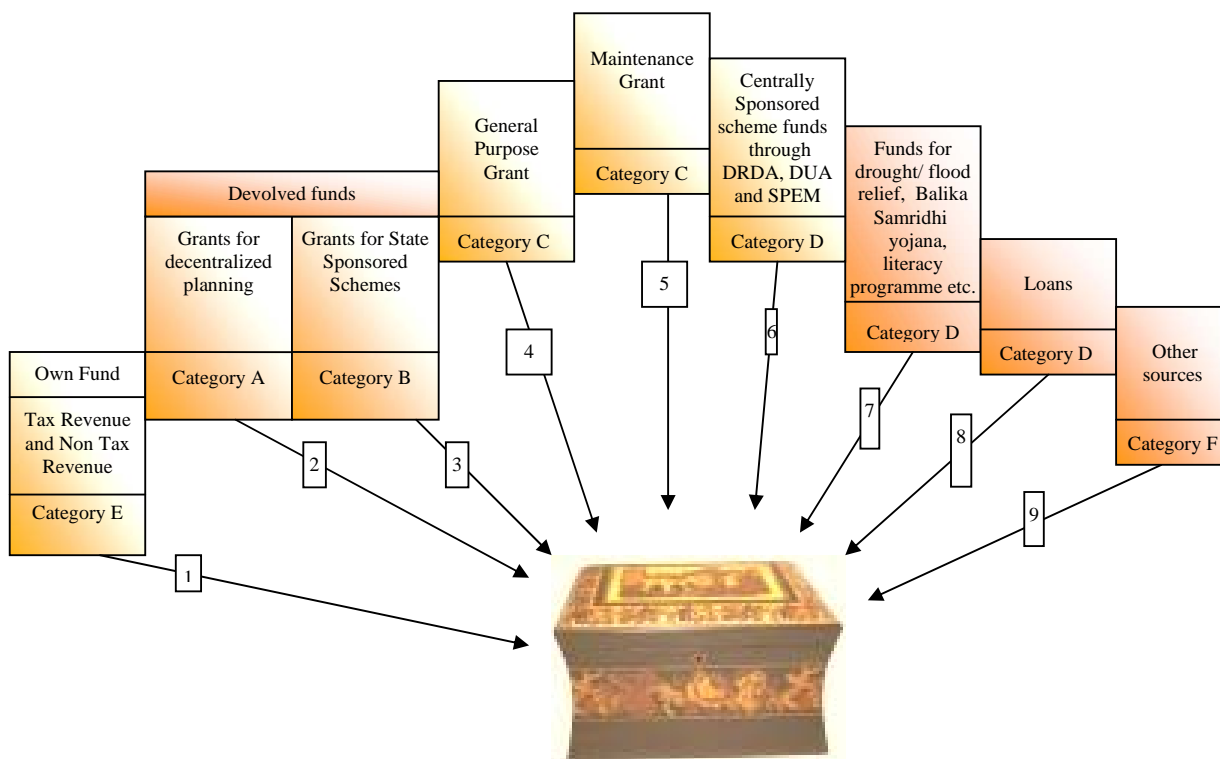 Own Fund
Tax Revenue
and Non Tax
Revenue
Category E
1
Devolved funds
Grants for
decentralized
planning
Category A
2
Grants for State
Sponsored
Schemes
Category B
3
General
Purpose
Grant
Category C
4
Maintenance
Grant
Category C
5
Centrally
Sponsored
scheme funds
through
DRDA, DUA
and SPEM
Category D
6
Funds for
drought/ flood
relief, Balika
Samridhi
yojana,
literacy
programme etc.
Category D
7
Loans
Category D
8
Other
sources
Category F
9